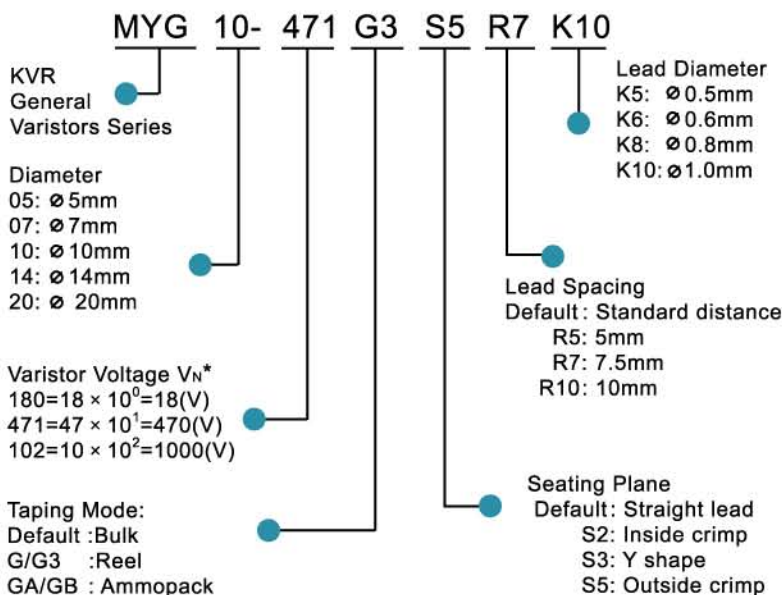 MYG 10- 471 G3 S5 R7 K10
KVR
General
Varistors Series
Diameter
05: ⌀ 5mm
07: ⌀ 7mm
10: ⌀ 10mm
14: ⌀ 14mm
20: ⌀ 20mm
Varistor Voltage VN*
180=18 × 10⁰=18(V)
471=47 × 10¹=470(V)
102=10 × 10²=1000(V)
Taping Mode:
Default :Bulk
G/G3 :Reel
GA/GB : Ammopack
Lead Diameter
K5: ⌀ 0.5mm
K6: ⌀ 0.6mm
K8: ⌀ 0.8mm
K10: ⌀ 1.0mm
Lead Spacing
Default : Standard distance
R5: 5mm
R7: 7.5mm
R10: 10mm
Seating Plane
Default : Straight lead
S2: Inside crimp
S3: Y shape
S5: Outside crimp